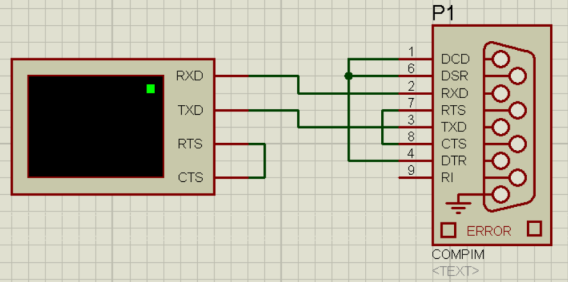 P1
RXD
TXD
RTS
CTS
1 DCD
6 DSR
2 RXD
7 RTS
3 TXD
8 CTS
4 DTR
9 RI
ERROR
COMPIM
<TEXT>